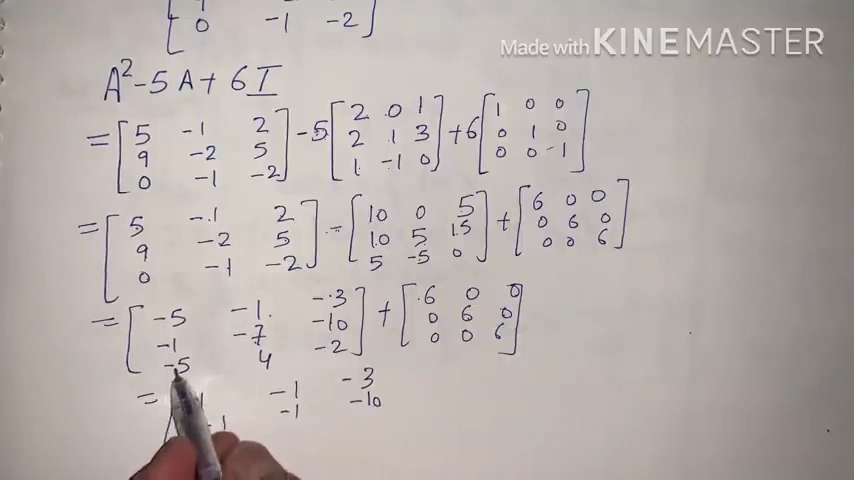 0 -1 -2
Made with KINEMASTER
A² - 5A + 6I
= [ 5 -1 2 ] - 5 [ 2 0 1 ] + 6 [ 1 0 0 ]
9 -2 5 2 1 3 0 1 0
0 -1 -2 1 -1 0 0 0 -1
= [ 5 -1 2 ] - [ 10 0 5 ] + [ 6 0 0 ]
9 -2 5 10 5 15 0 6 0
0 -1 -2 5 -5 0 0 0 6
= [ -5 -1 -3 ] + [ 6 0 0 ]
-1 -7 -10 0 6 0
-5 4 -2 0 0 6
= 1 -1 -3
-1 -1 -10